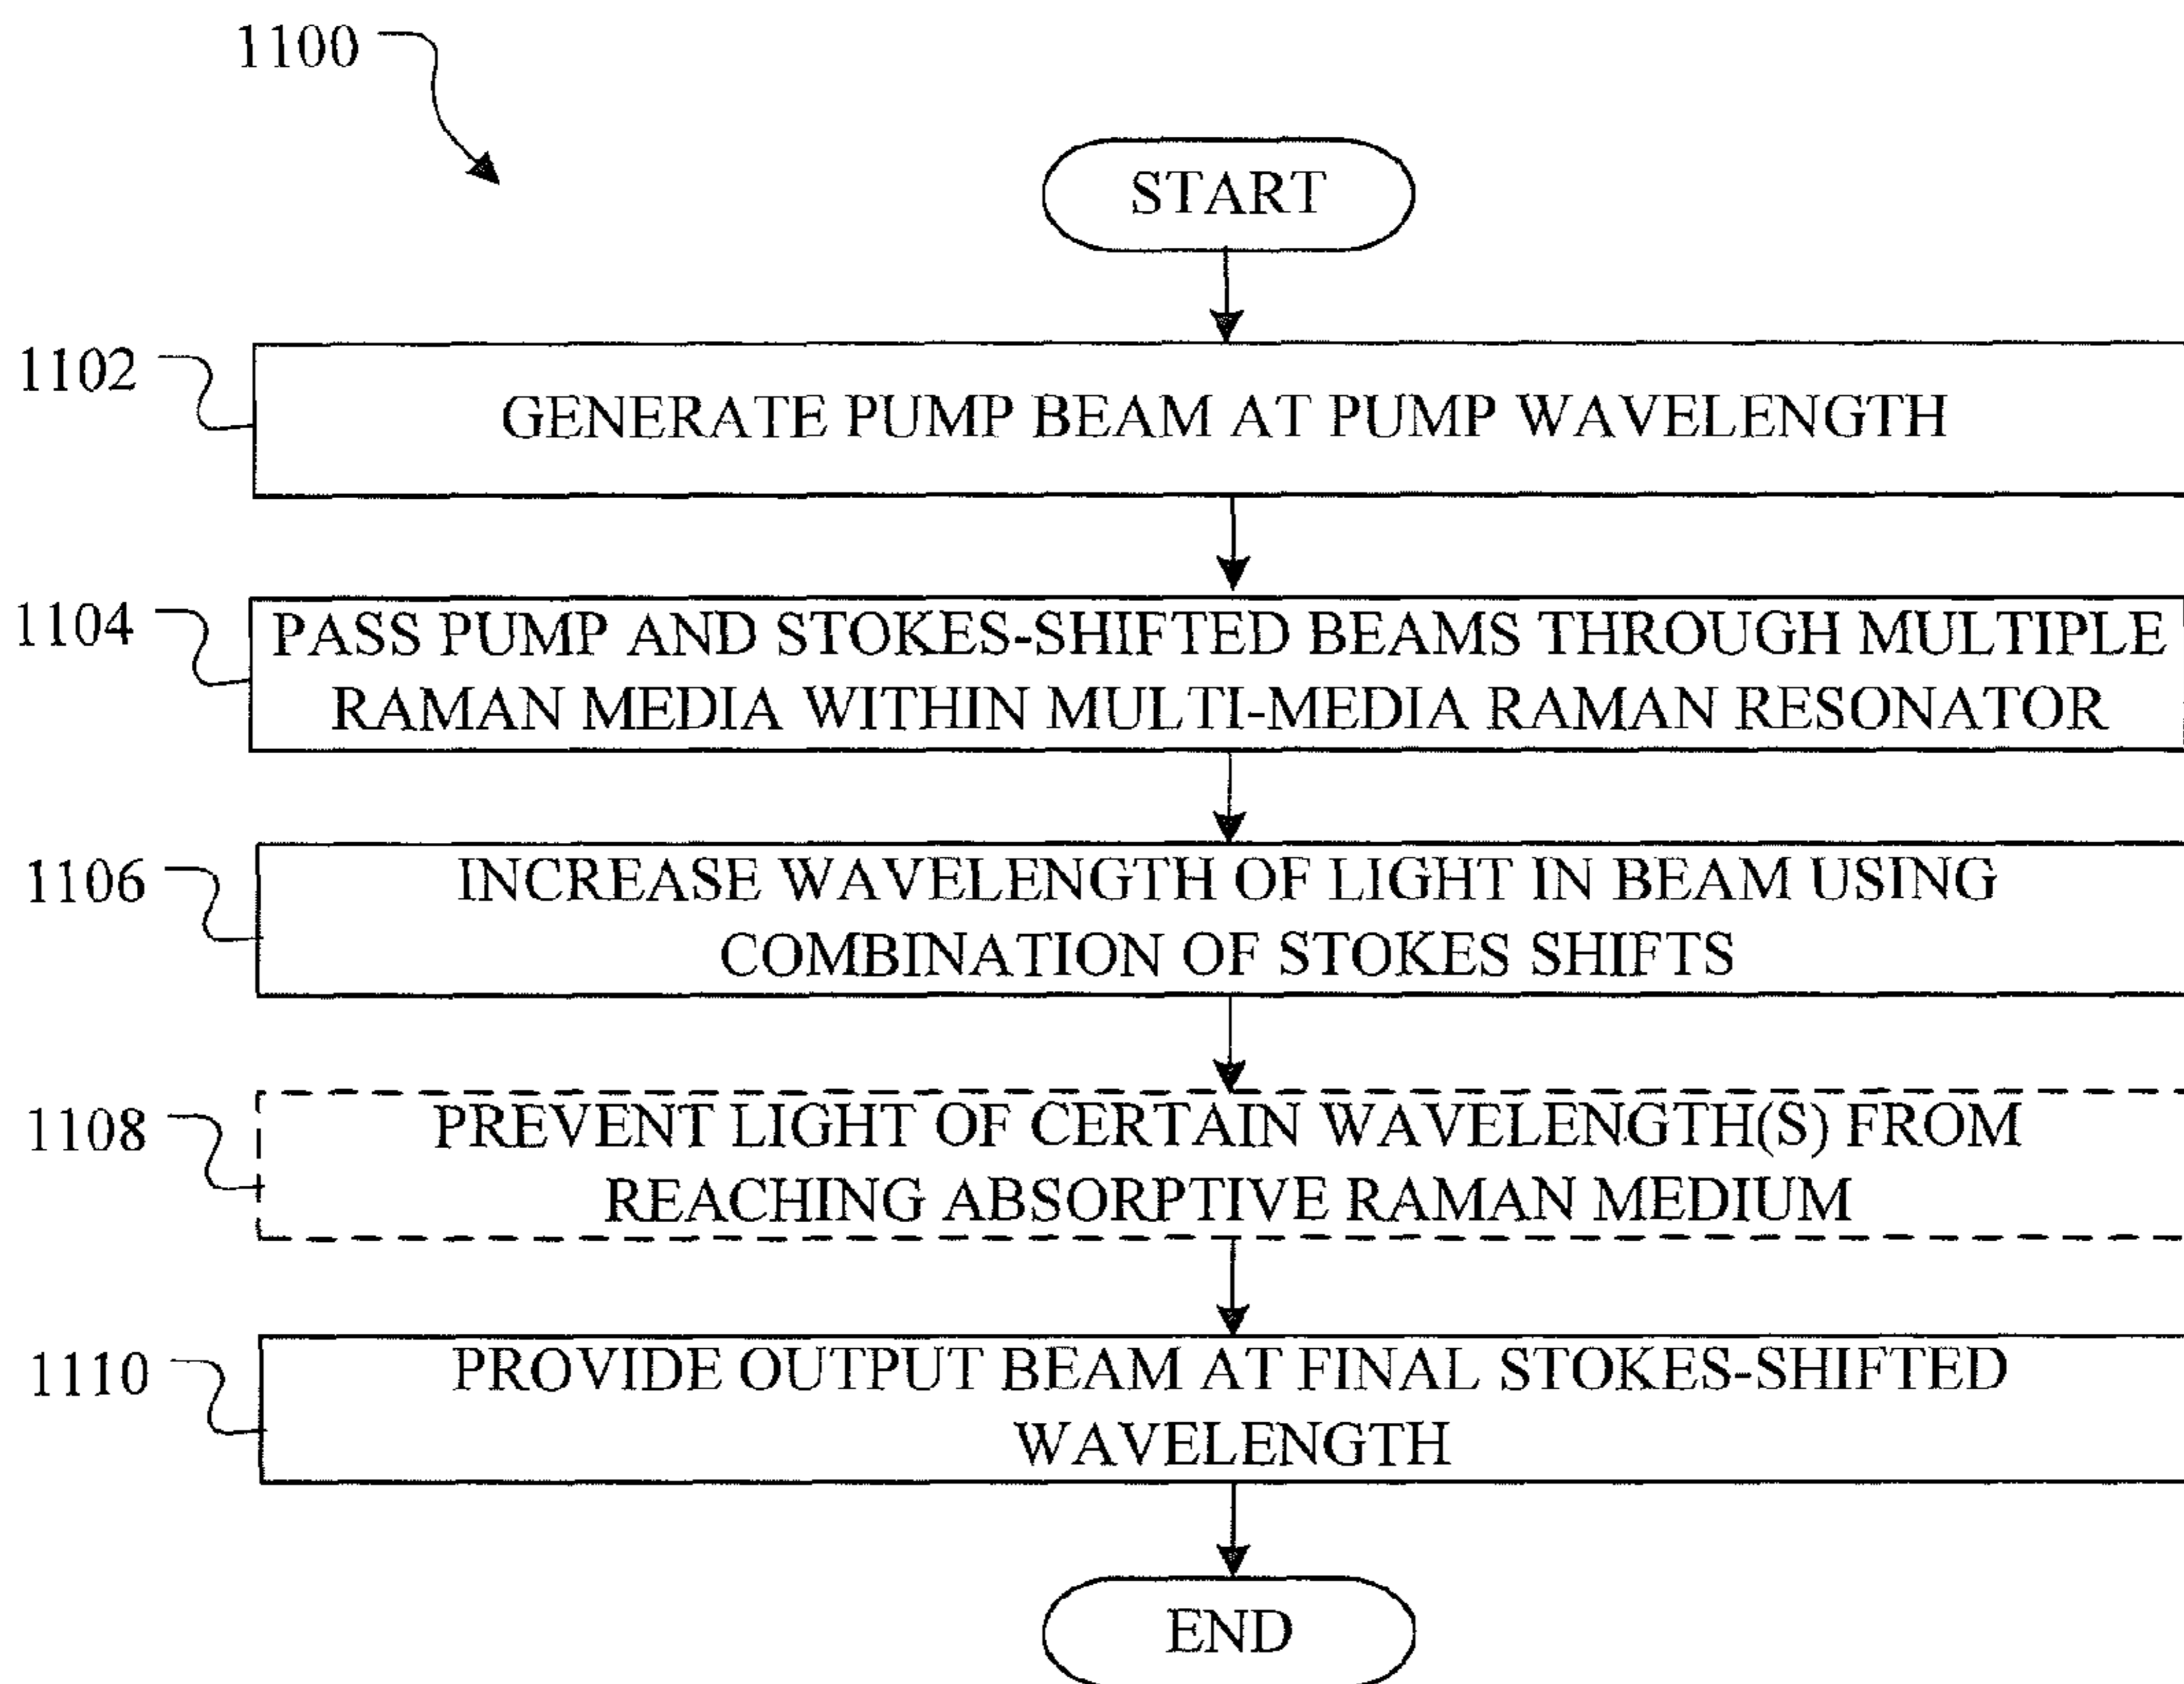 1100
START
1102
GENERATE PUMP BEAM AT PUMP WAVELENGTH
1104
PASS PUMP AND STOKES-SHIFTED BEAMS THROUGH MULTIPLE
RAMAN MEDIA WITHIN MULTI-MEDIA RAMAN RESONATOR
1106
INCREASE WAVELENGTH OF LIGHT IN BEAM USING
COMBINATION OF STOKES SHIFTS
1108
PREVENT LIGHT OF CERTAIN WAVELENGTH(S) FROM
REACHING ABSORPTIVE RAMAN MEDIUM
1110
PROVIDE OUTPUT BEAM AT FINAL STOKES-SHIFTED
WAVELENGTH
END